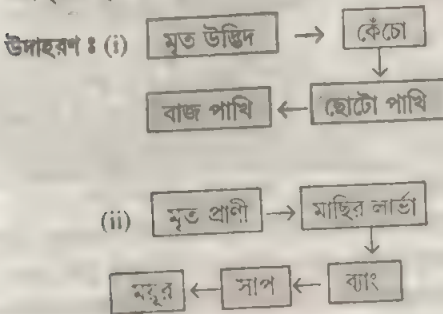 উদাহরণ : (i) মৃত উদ্ভিদ → কেঁচো
বাজ পাখি ← ছোটো পাখি
(ii) মৃত প্রাণী → মাছির লার্ভা
ময়ূর ← সাপ ← ব্যাং